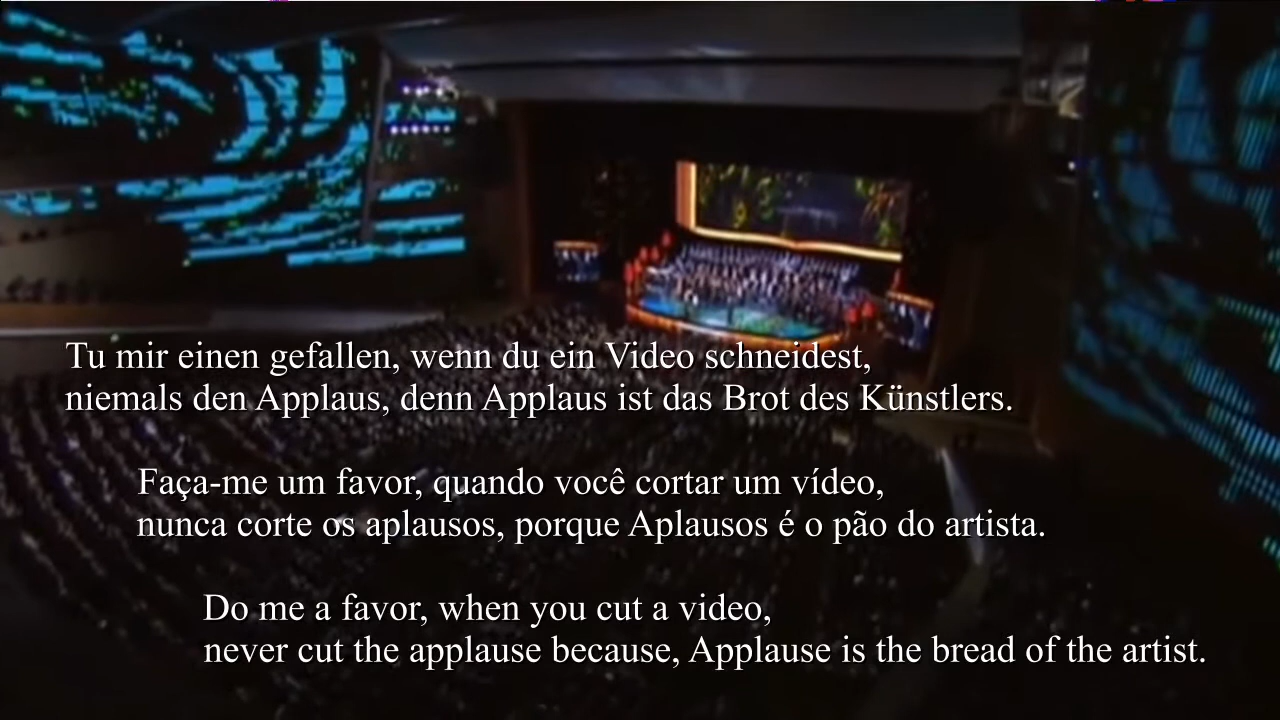 Tu mir einen gefallen, wenn du ein Video schneidest,
niemals den Applaus, denn Applaus ist das Brot des Künstlers.
Faça-me um favor, quando você cortar um vídeo,
nunca corte os aplausos, porque Aplausos é o pão do artista.
Do me a favor, when you cut a video,
never cut the applause because, Applause is the bread of the artist.